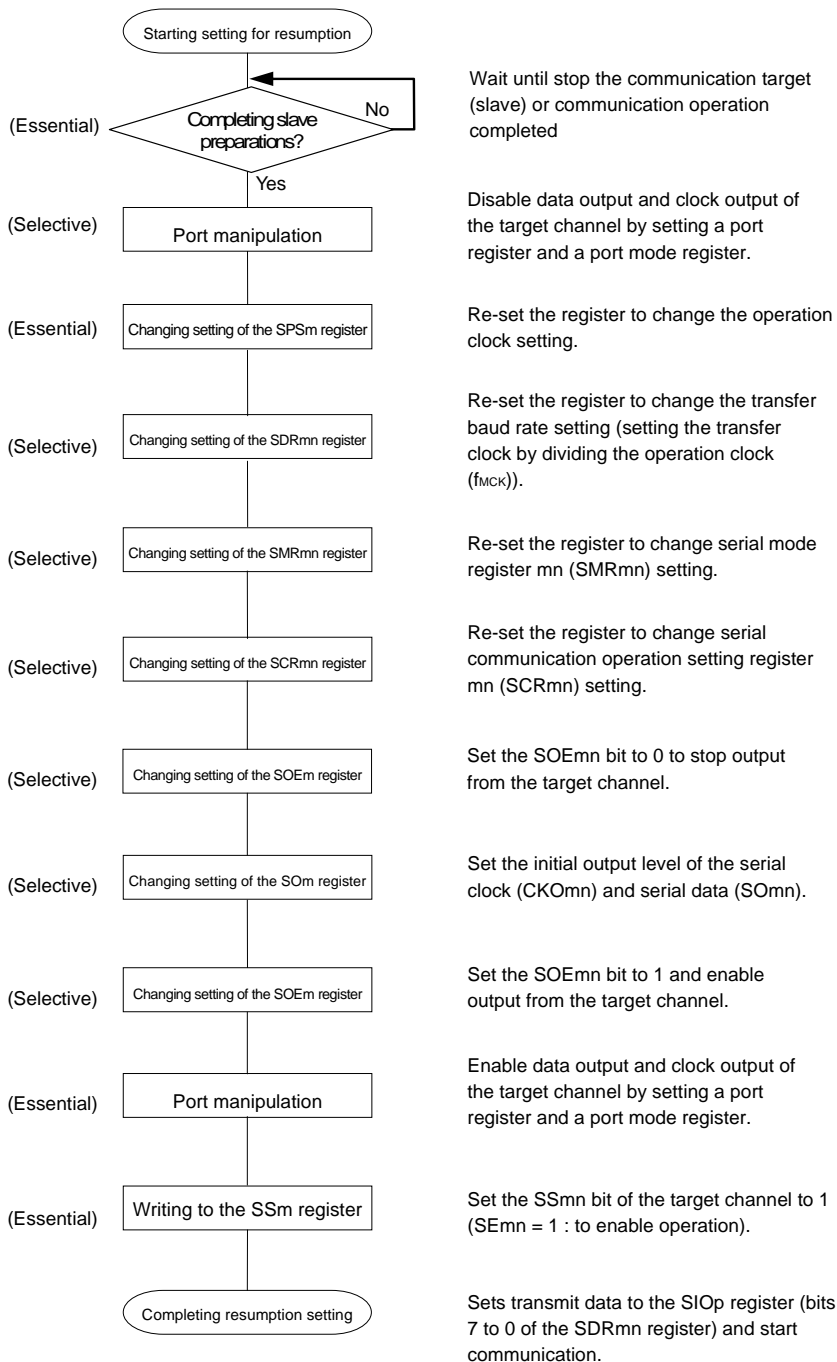 Starting setting for resumption
(Essential)
Completing slave
preparations?
No
Yes
Wait until stop the communication target
(slave) or communication operation
completed
(Selective)
Port manipulation
Disable data output and clock output of
the target channel by setting a port
register and a port mode register.
(Essential)
Changing setting of the SPSm register
Re-set the register to change the operation
clock setting.
(Selective)
Changing setting of the SDRmn register
Re-set the register to change the transfer
baud rate setting (setting the transfer
clock by dividing the operation clock
(fMCK)).
(Selective)
Changing setting of the SMRmn register
Re-set the register to change serial mode
register mn (SMRmn) setting.
(Selective)
Changing setting of the SCRmn register
Re-set the register to change serial
communication operation setting register
mn (SCRmn) setting.
(Selective)
Changing setting of the SOEm register
Set the SOEmn bit to 0 to stop output
from the target channel.
(Selective)
Changing setting of the SOm register
Set the initial output level of the serial
clock (CKOmn) and serial data (SOmn).
(Selective)
Changing setting of the SOEm register
Set the SOEmn bit to 1 and enable
output from the target channel.
(Essential)
Port manipulation
Enable data output and clock output of
the target channel by setting a port
register and a port mode register.
(Essential)
Writing to the SSm register
Set the SSmn bit of the target channel to 1
(SEmn = 1 : to enable operation).
Completing resumption setting
Sets transmit data to the SIOp register (bits
7 to 0 of the SDRmn register) and start
communication.